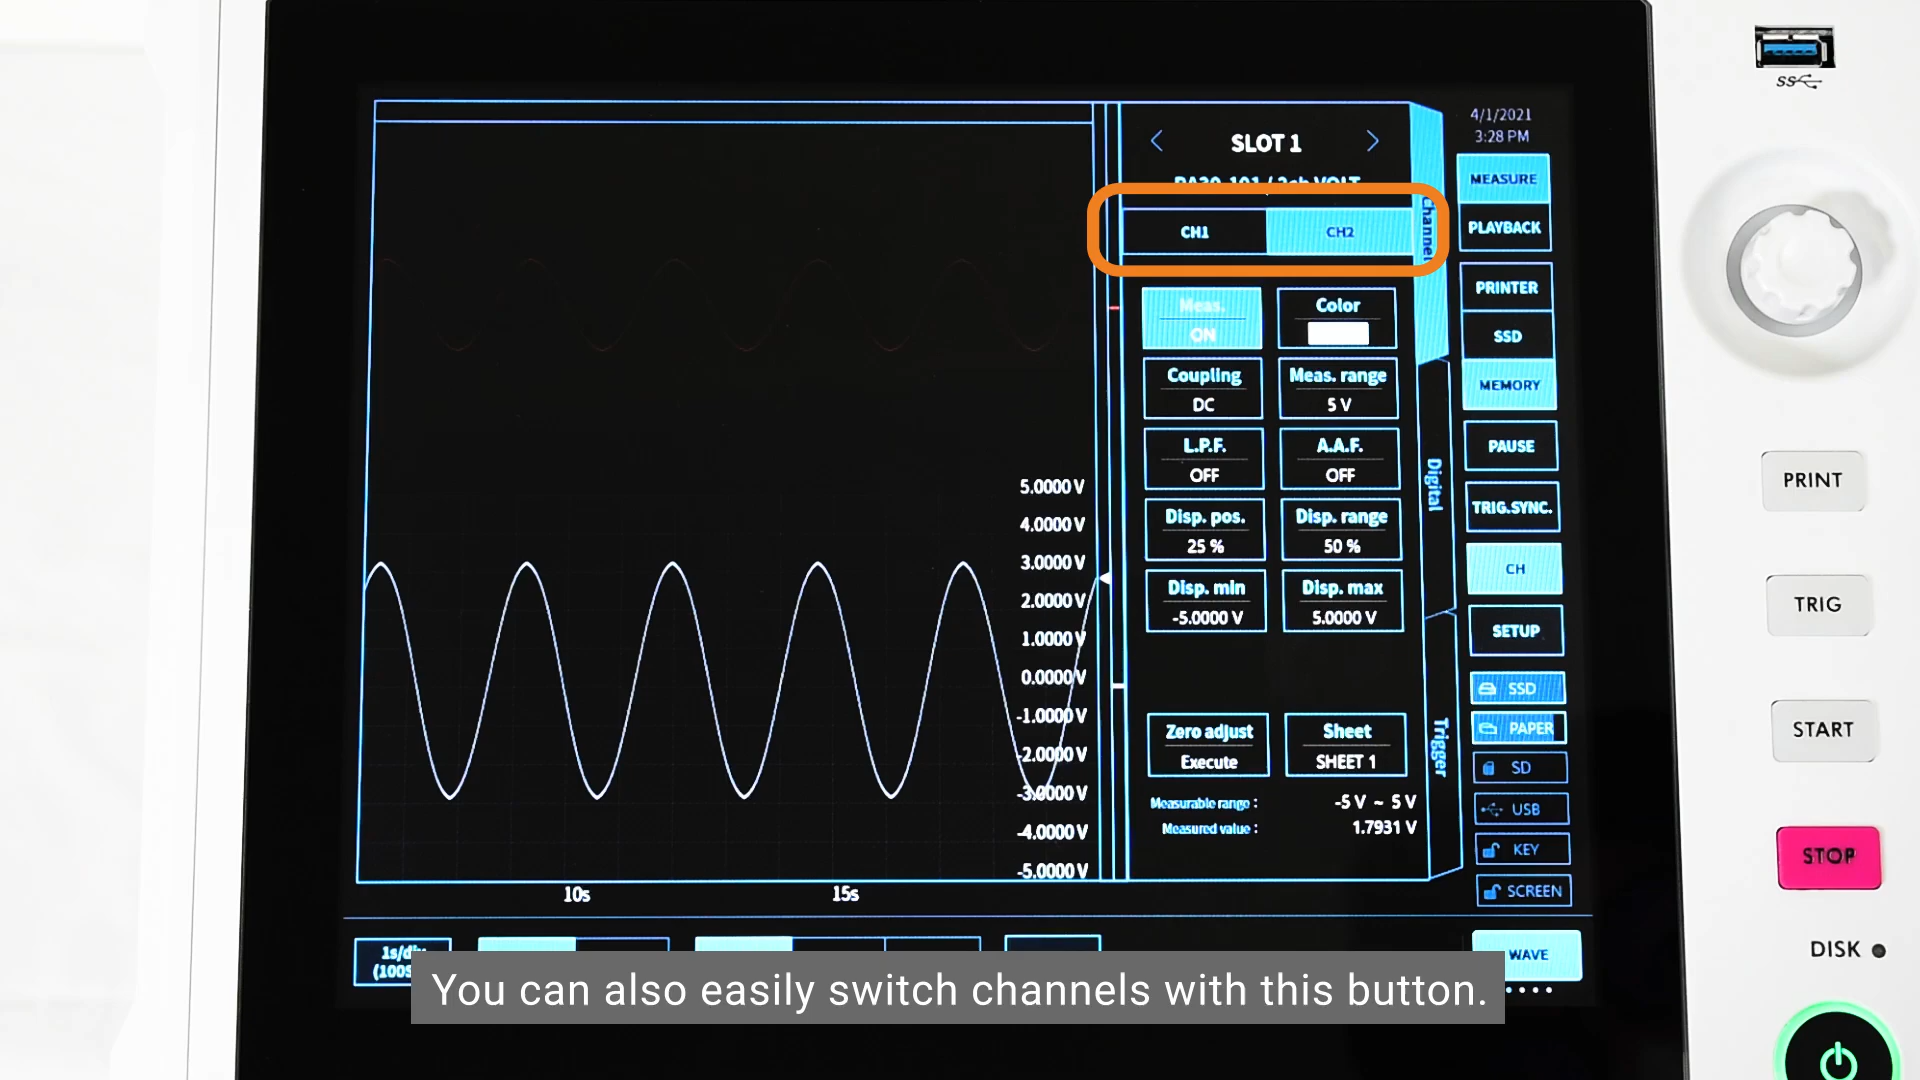 SLOT 1
CH1
CH2
Meas.
ON
Color
Coupling
DC
Meas. range
5 V
L.P.F.
OFF
A.A.F.
OFF
Disp. pos.
25 %
Disp. range
50 %
Disp. min
-5.0000 V
Disp. max
5.0000 V
Zero adjust
Execute
Sheet
SHEET 1
Measurable range :
-5 V ~ 5 V
Measured value :
1.7931 V
Channel
Digital
Trigger
5.0000 V
4.0000 V
3.0000 V
2.0000 V
1.0000 V
0.0000 V
-1.0000 V
-2.0000 V
-3.0000 V
-4.0000 V
-5.0000 V
10s
15s
4/1/2021
3:28 PM
MEASURE
PLAYBACK
PRINTER
SSD
MEMORY
PAUSE
TRIG.SYNC.
CH
SETUP
SSD
PAPER
SD
USB
KEY
SCREEN
WAVE
1s/div
SS
PRINT
TRIG
START
STOP
DISK
You can also easily switch channels with this button.